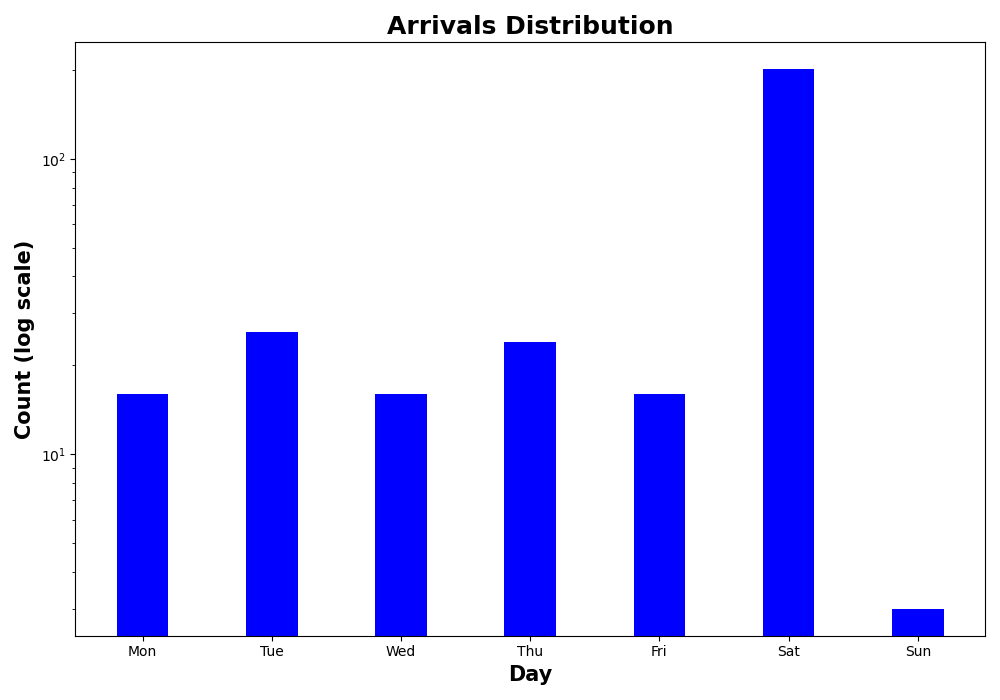 Arrivals Distribution
Count (log scale)
10²
10¹
Mon Tue Wed Thu Fri Sat Sun
Day